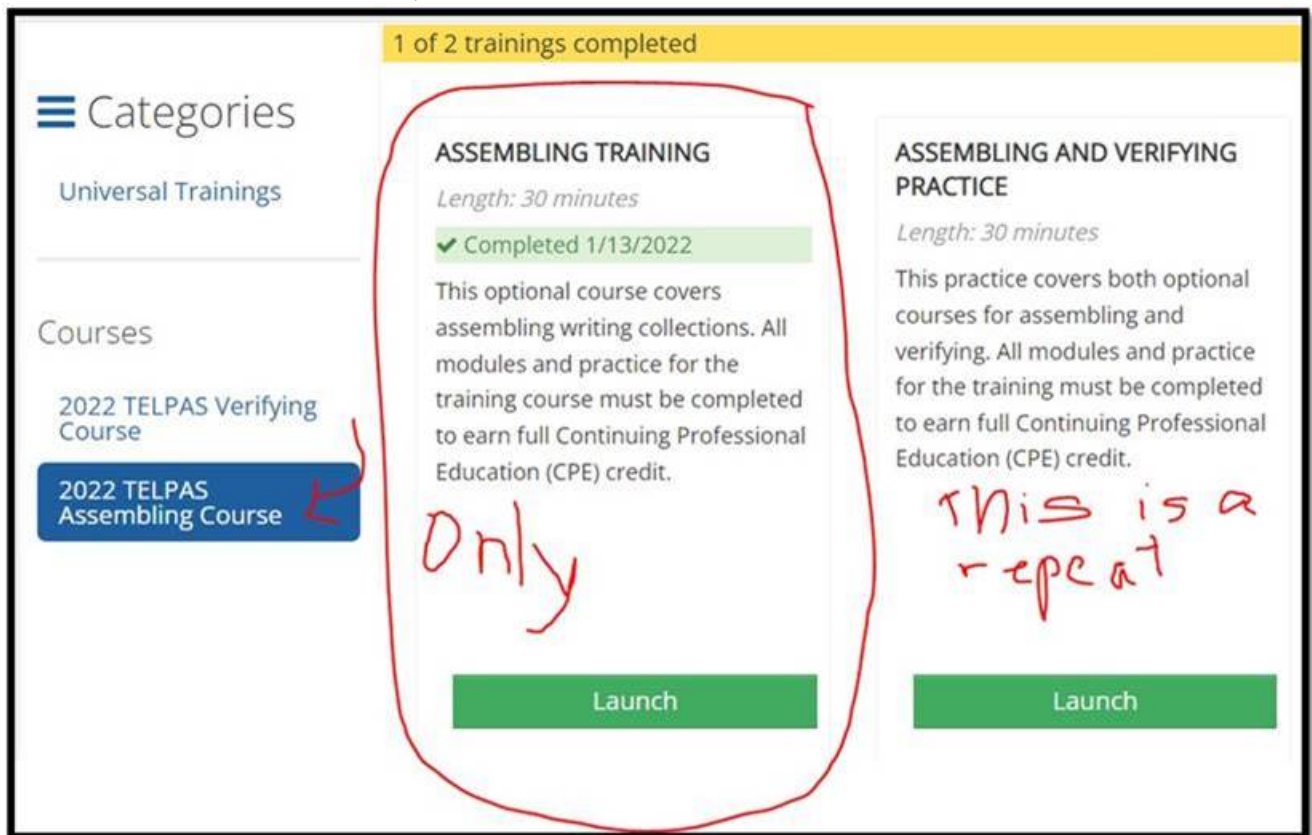 1 of 2 trainings completed
Categories
Universal Trainings
Courses
2022 TELPAS Verifying
Course
2022 TELPAS
Assembling Course
ASSEMBLING TRAINING
Length: 30 minutes
✔ Completed 1/13/2022
This optional course covers
assembling writing collections. All
modules and practice for the
training course must be completed
to earn full Continuing Professional
Education (CPE) credit.
Only
Launch
ASSEMBLING AND VERIFYING
PRACTICE
Length: 30 minutes
This practice covers both optional
courses for assembling and
verifying. All modules and practice
for the training must be completed
to earn full Continuing Professional
Education (CPE) credit.
This is a
repeat
Launch